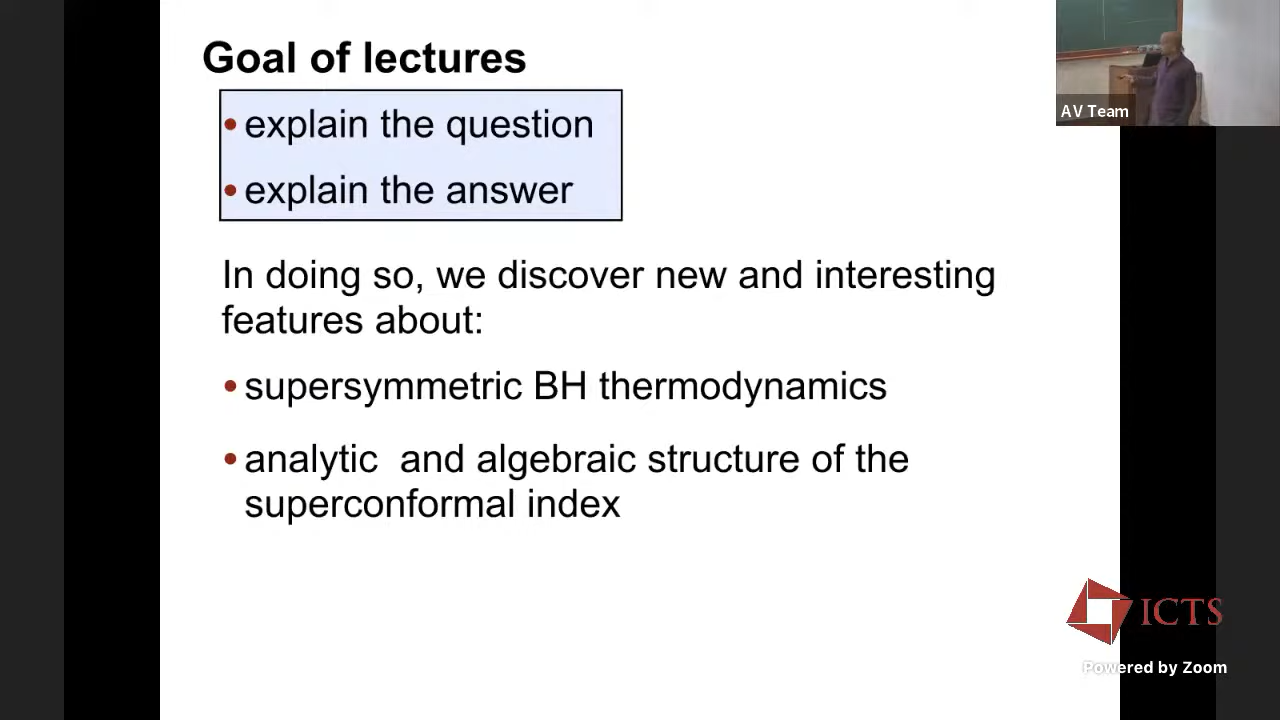 Goal of lectures
•explain the question
•explain the answer
In doing so, we discover new and interesting
features about:
•supersymmetric BH thermodynamics
•analytic and algebraic structure of the
superconformal index
AV Team
ICTS
Powered by Zoom